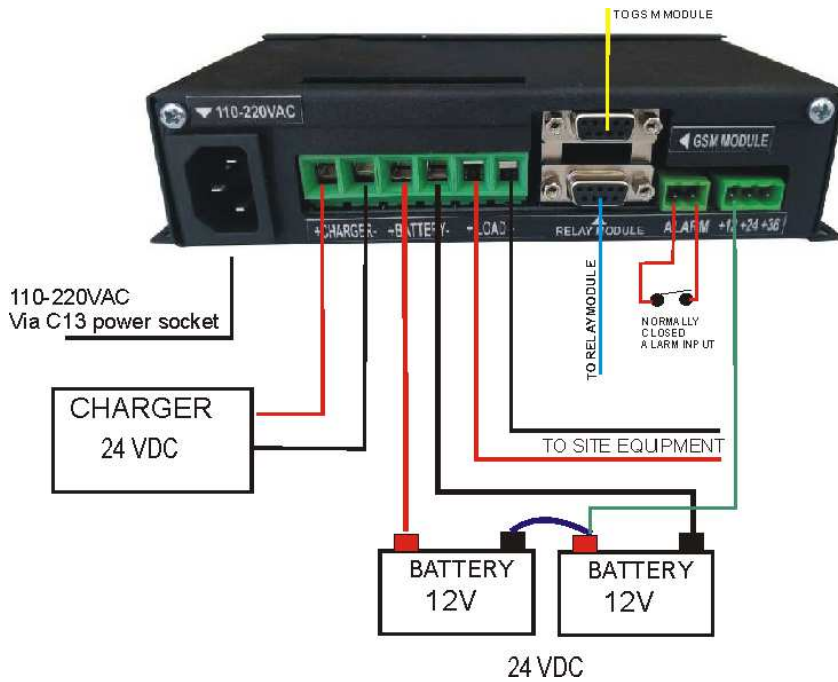 TO GSM MODULE
110-220VAC
GSM MODULE
+CHARGER- +BATTERY- +LOAD -
RELAY MODULE
ALARM
+12 +24 +36
110-220VAC
Via C13 power socket
TO RELAY MODULE
NORMALLY
CLOSED
ALARM INPUT
CHARGER
24 VDC
TO SITE EQUIPMENT
BATTERY
12V
BATTERY
12V
24 VDC